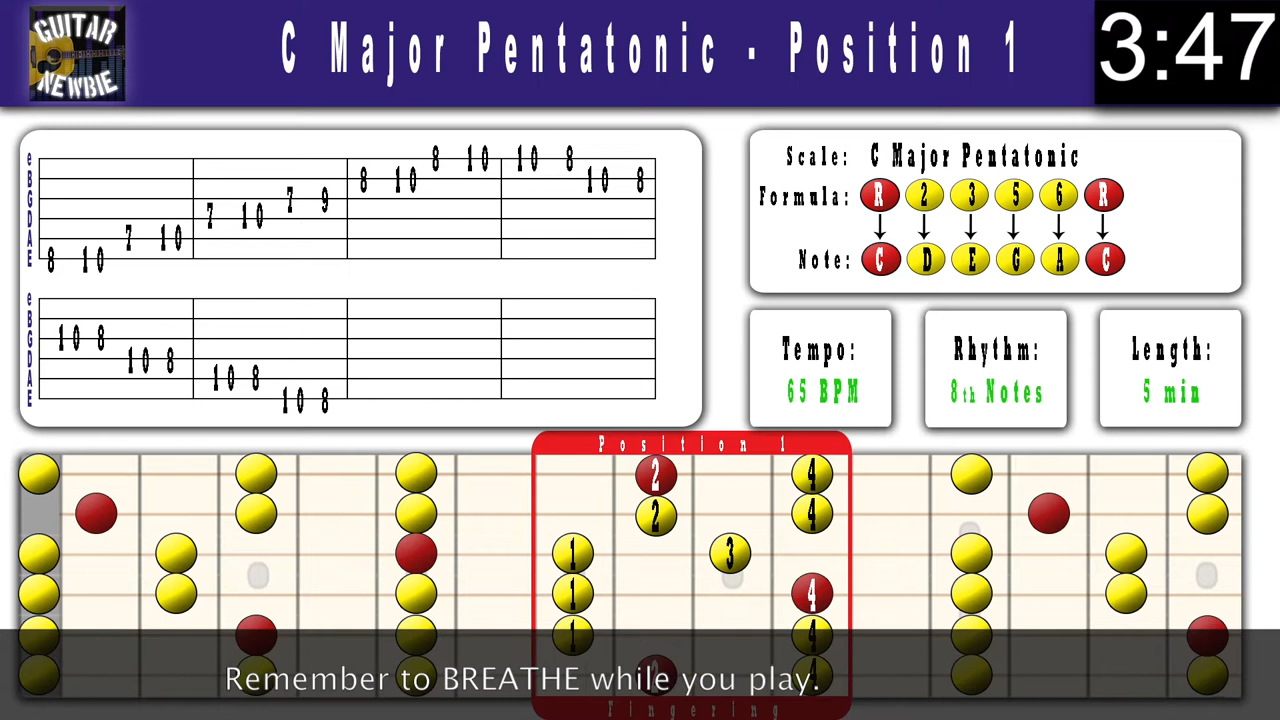 GUITAR
NEWBIE
C Major Pentatonic - Position 1
3:47
e 8 10 10 8
B 8 10 10 8
G 7 9
D 7 10
A 7 10
E 8 10
e
B
G 10 8
D 10 8
A 10 8
E 10 8
Scale: C Major Pentatonic
Formula: R 2 3 5 6 R
Note: C D E G A C
Tempo:
65 BPM
Rhythm:
8th Notes
Length:
5 min
Position 1
2 4
2 4
1 3
1 4
1 4
2 4
Remember to BREATHE while you play.
Fingering